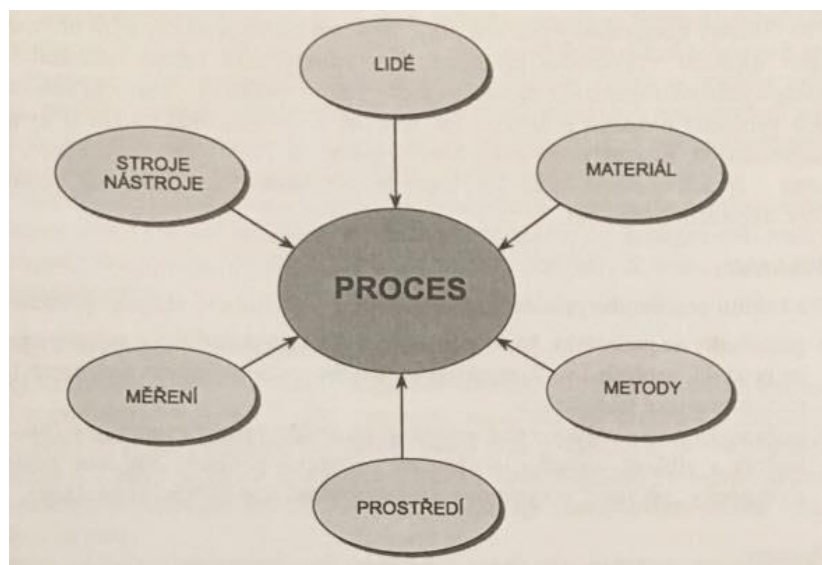 LIDÉ
STROJE
NÁSTROJE
MATERIÁL
PROCES
MĚŘENÍ
METODY
PROSTŘEDÍ